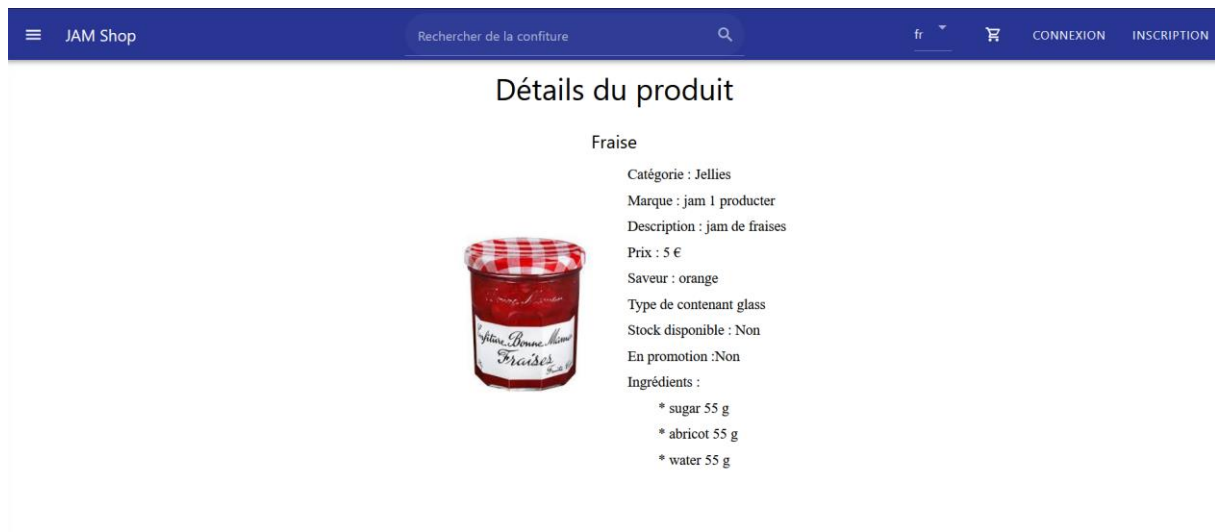 JAM Shop
Rechercher de la confiture
fr
CONNEXION
INSCRIPTION
Détails du produit
Fraise
Catégorie : Jellies
Marque : jam 1 producter
Description : jam de fraises
Prix : 5 €
Saveur : orange
Type de contenant glass
Stock disponible : Non
En promotion :Non
Ingrédients :
* sugar 55 g
* abricot 55 g
* water 55 g
Bonne Maman
Fraises